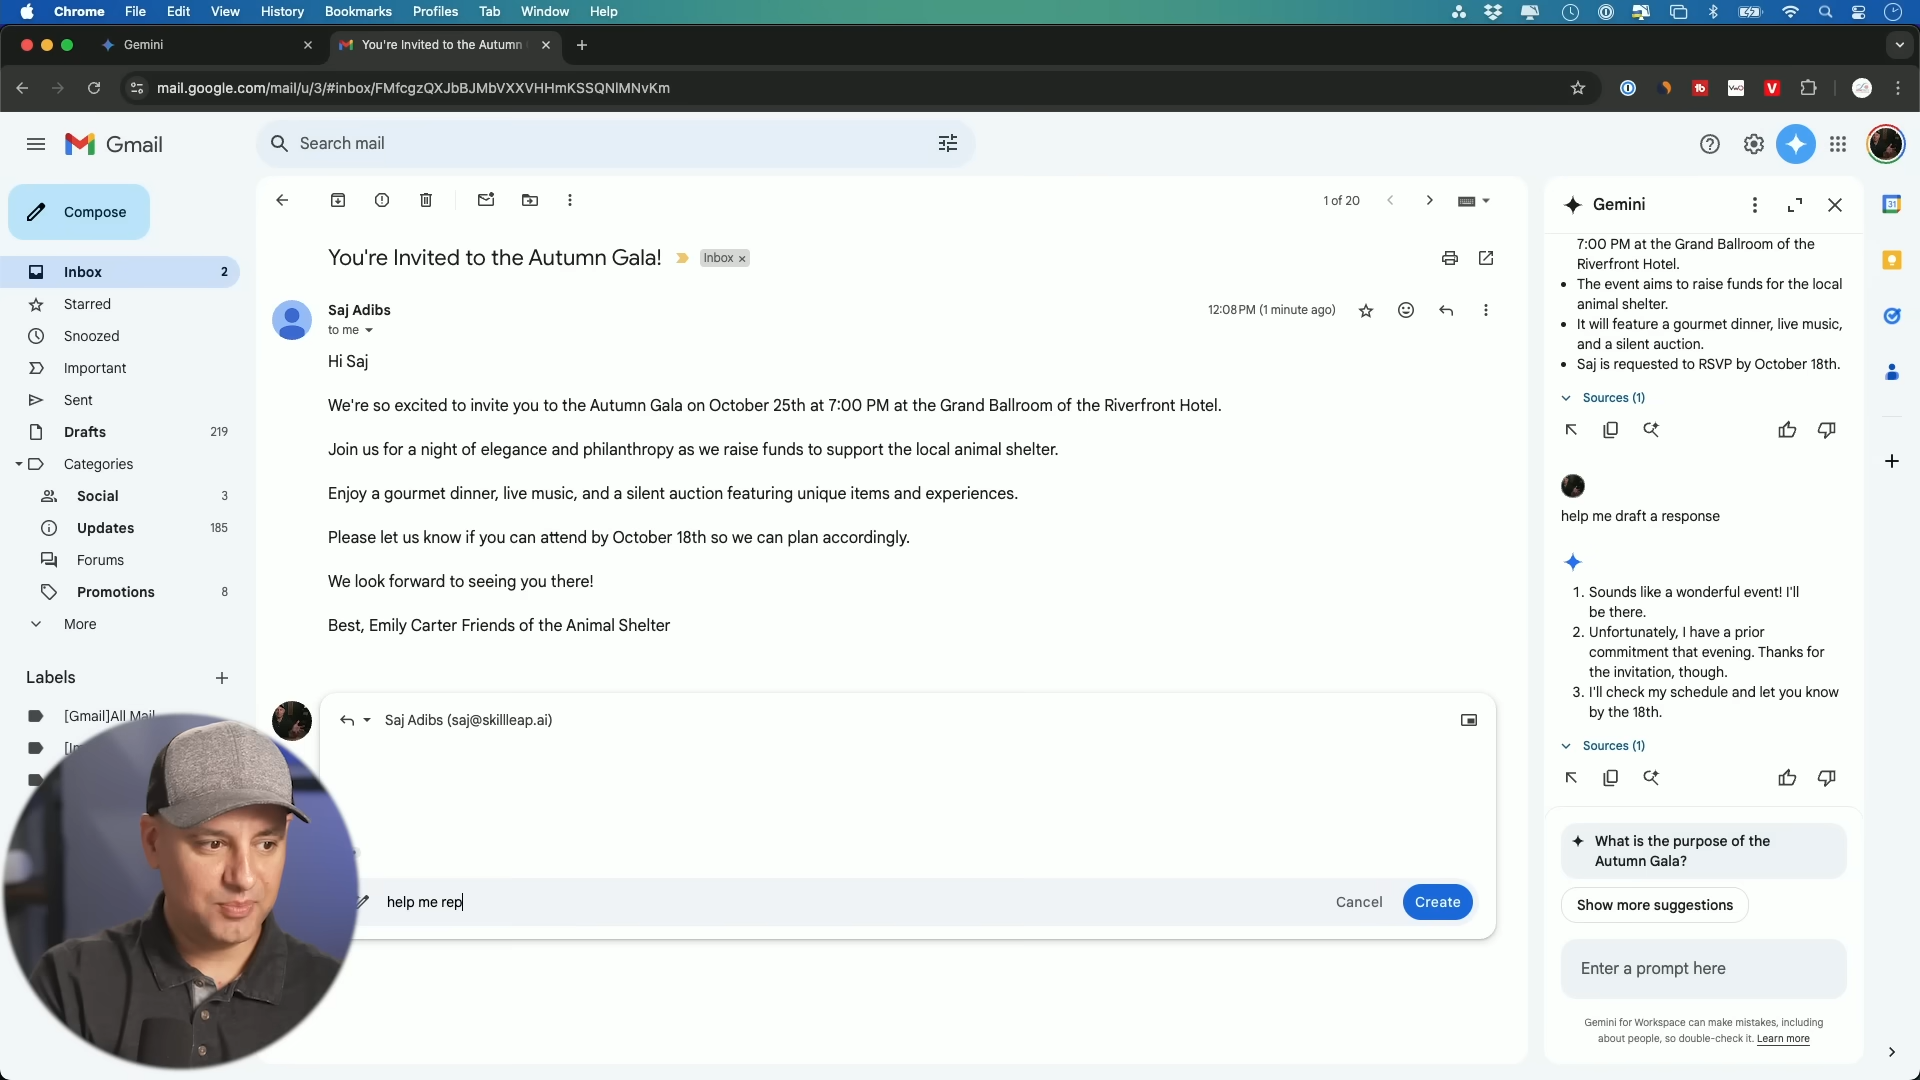 Chrome File Edit View History Bookmarks Profiles Tab Window Help
Gemini
You're Invited to the Autumn
mail.google.com/mail/u/3/#inbox/FMfcgzQXJbBJMbVXXVHHmKSSQNlMNvKm
Gmail
Search mail
Compose
Inbox 2
Starred
Snoozed
Important
Sent
Drafts 219
Categories
Social 3
Updates 185
Forums
Promotions 8
More
Labels
[Gmail]All Mail
1 of 20
You're Invited to the Autumn Gala!
Inbox ×
Saj Adibs
to me
12:08 PM (1 minute ago)
Hi Saj
We're so excited to invite you to the Autumn Gala on October 25th at 7:00 PM at the Grand Ballroom of the Riverfront Hotel.
Join us for a night of elegance and philanthropy as we raise funds to support the local animal shelter.
Enjoy a gourmet dinner, live music, and a silent auction featuring unique items and experiences.
Please let us know if you can attend by October 18th so we can plan accordingly.
We look forward to seeing you there!
Best, Emily Carter Friends of the Animal Shelter
Saj Adibs (saj@skillleap.ai)
help me rep
Cancel
Create
Gemini
7:00 PM at the Grand Ballroom of the
Riverfront Hotel.
• The event aims to raise funds for the local
animal shelter.
• It will feature a gourmet dinner, live music,
and a silent auction.
• Saj is requested to RSVP by October 18th.
Sources (1)
help me draft a response
1. Sounds like a wonderful event! I'll
be there.
2. Unfortunately, I have a prior
commitment that evening. Thanks for
the invitation, though.
3. I'll check my schedule and let you know
by the 18th.
Sources (1)
What is the purpose of the
Autumn Gala?
Show more suggestions
Enter a prompt here
Gemini for Workspace can make mistakes, including
about people, so double-check it. Learn more
31